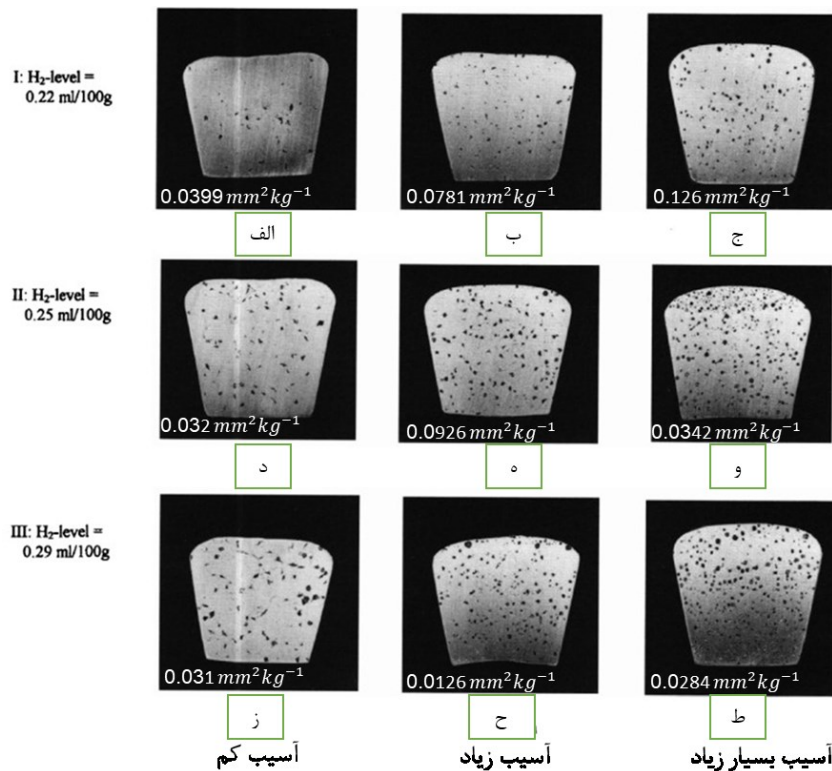 I: H₂-level =
0.22 ml/100g
0.0399 mm²kg⁻¹
0.0781 mm²kg⁻¹
0.126 mm²kg⁻¹
الف
ب
ج
II: H₂-level =
0.25 ml/100g
0.032 mm²kg⁻¹
0.0926 mm²kg⁻¹
0.0342 mm²kg⁻¹
د
ه
و
III: H₂-level =
0.29 ml/100g
0.031 mm²kg⁻¹
0.0126 mm²kg⁻¹
0.0284 mm²kg⁻¹
ز
ح
ط
آسیب کم
آسیب زیاد
آسیب بسیار زیاد